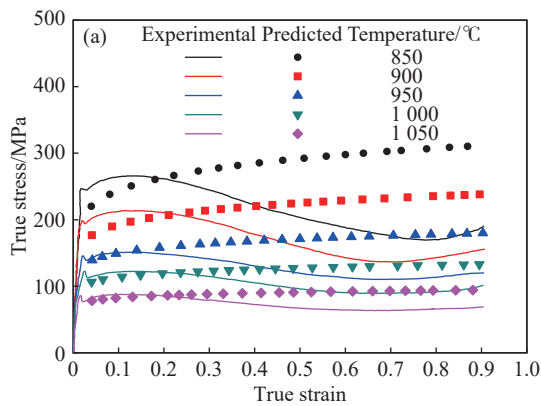 (a) Experimental Predicted Temperature/℃
850
900
950
1 000
1 050
True stress/MPa
500
400
300
200
100
0
0 0.1 0.2 0.3 0.4 0.5 0.6 0.7 0.8 0.9 1.0
True strain